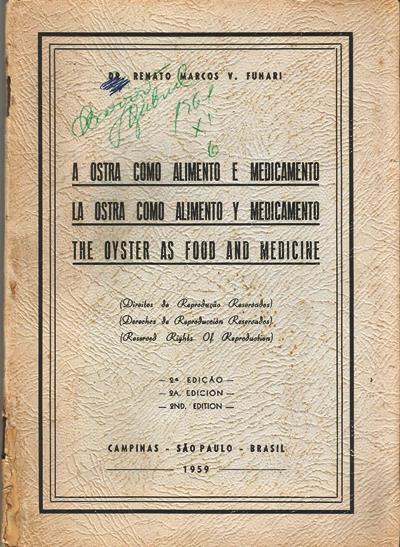 DR. RENATO MARCOS V. FUNARI
1961
XI
6
A OSTRA COMO ALIMENTO E MEDICAMENTO
LA OSTRA COMO ALIMENTO Y MEDICAMENTO
THE OYSTER AS FOOD AND MEDICINE
(Direitos de Reprodução Reservados)
(Derechos de Reproducción Reservados)
(Reserved Rights Of Reproduction)
— 2ª EDIÇÃO —
— 2A. EDICION —
— 2ND. EDITION —
CAMPINAS - SÃO PAULO - BRASIL
1959